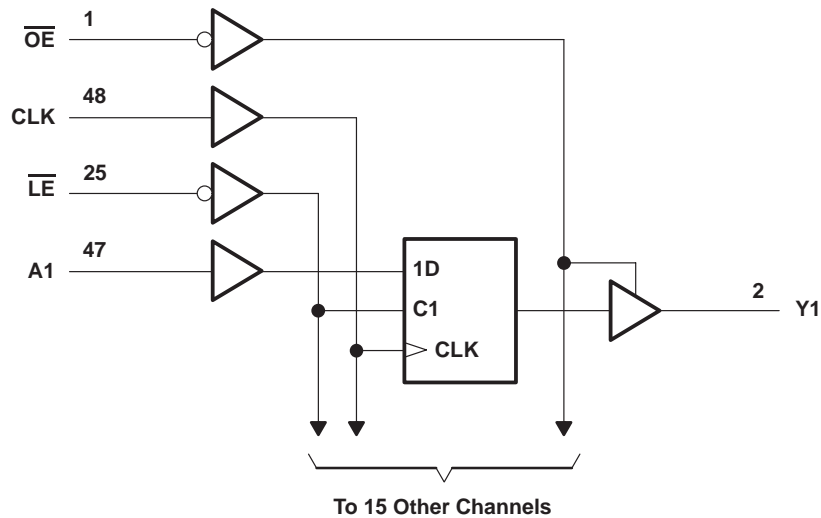 1
OE
48
CLK
25
LE
47
A1
1D
C1
CLK
2
Y1
To 15 Other Channels